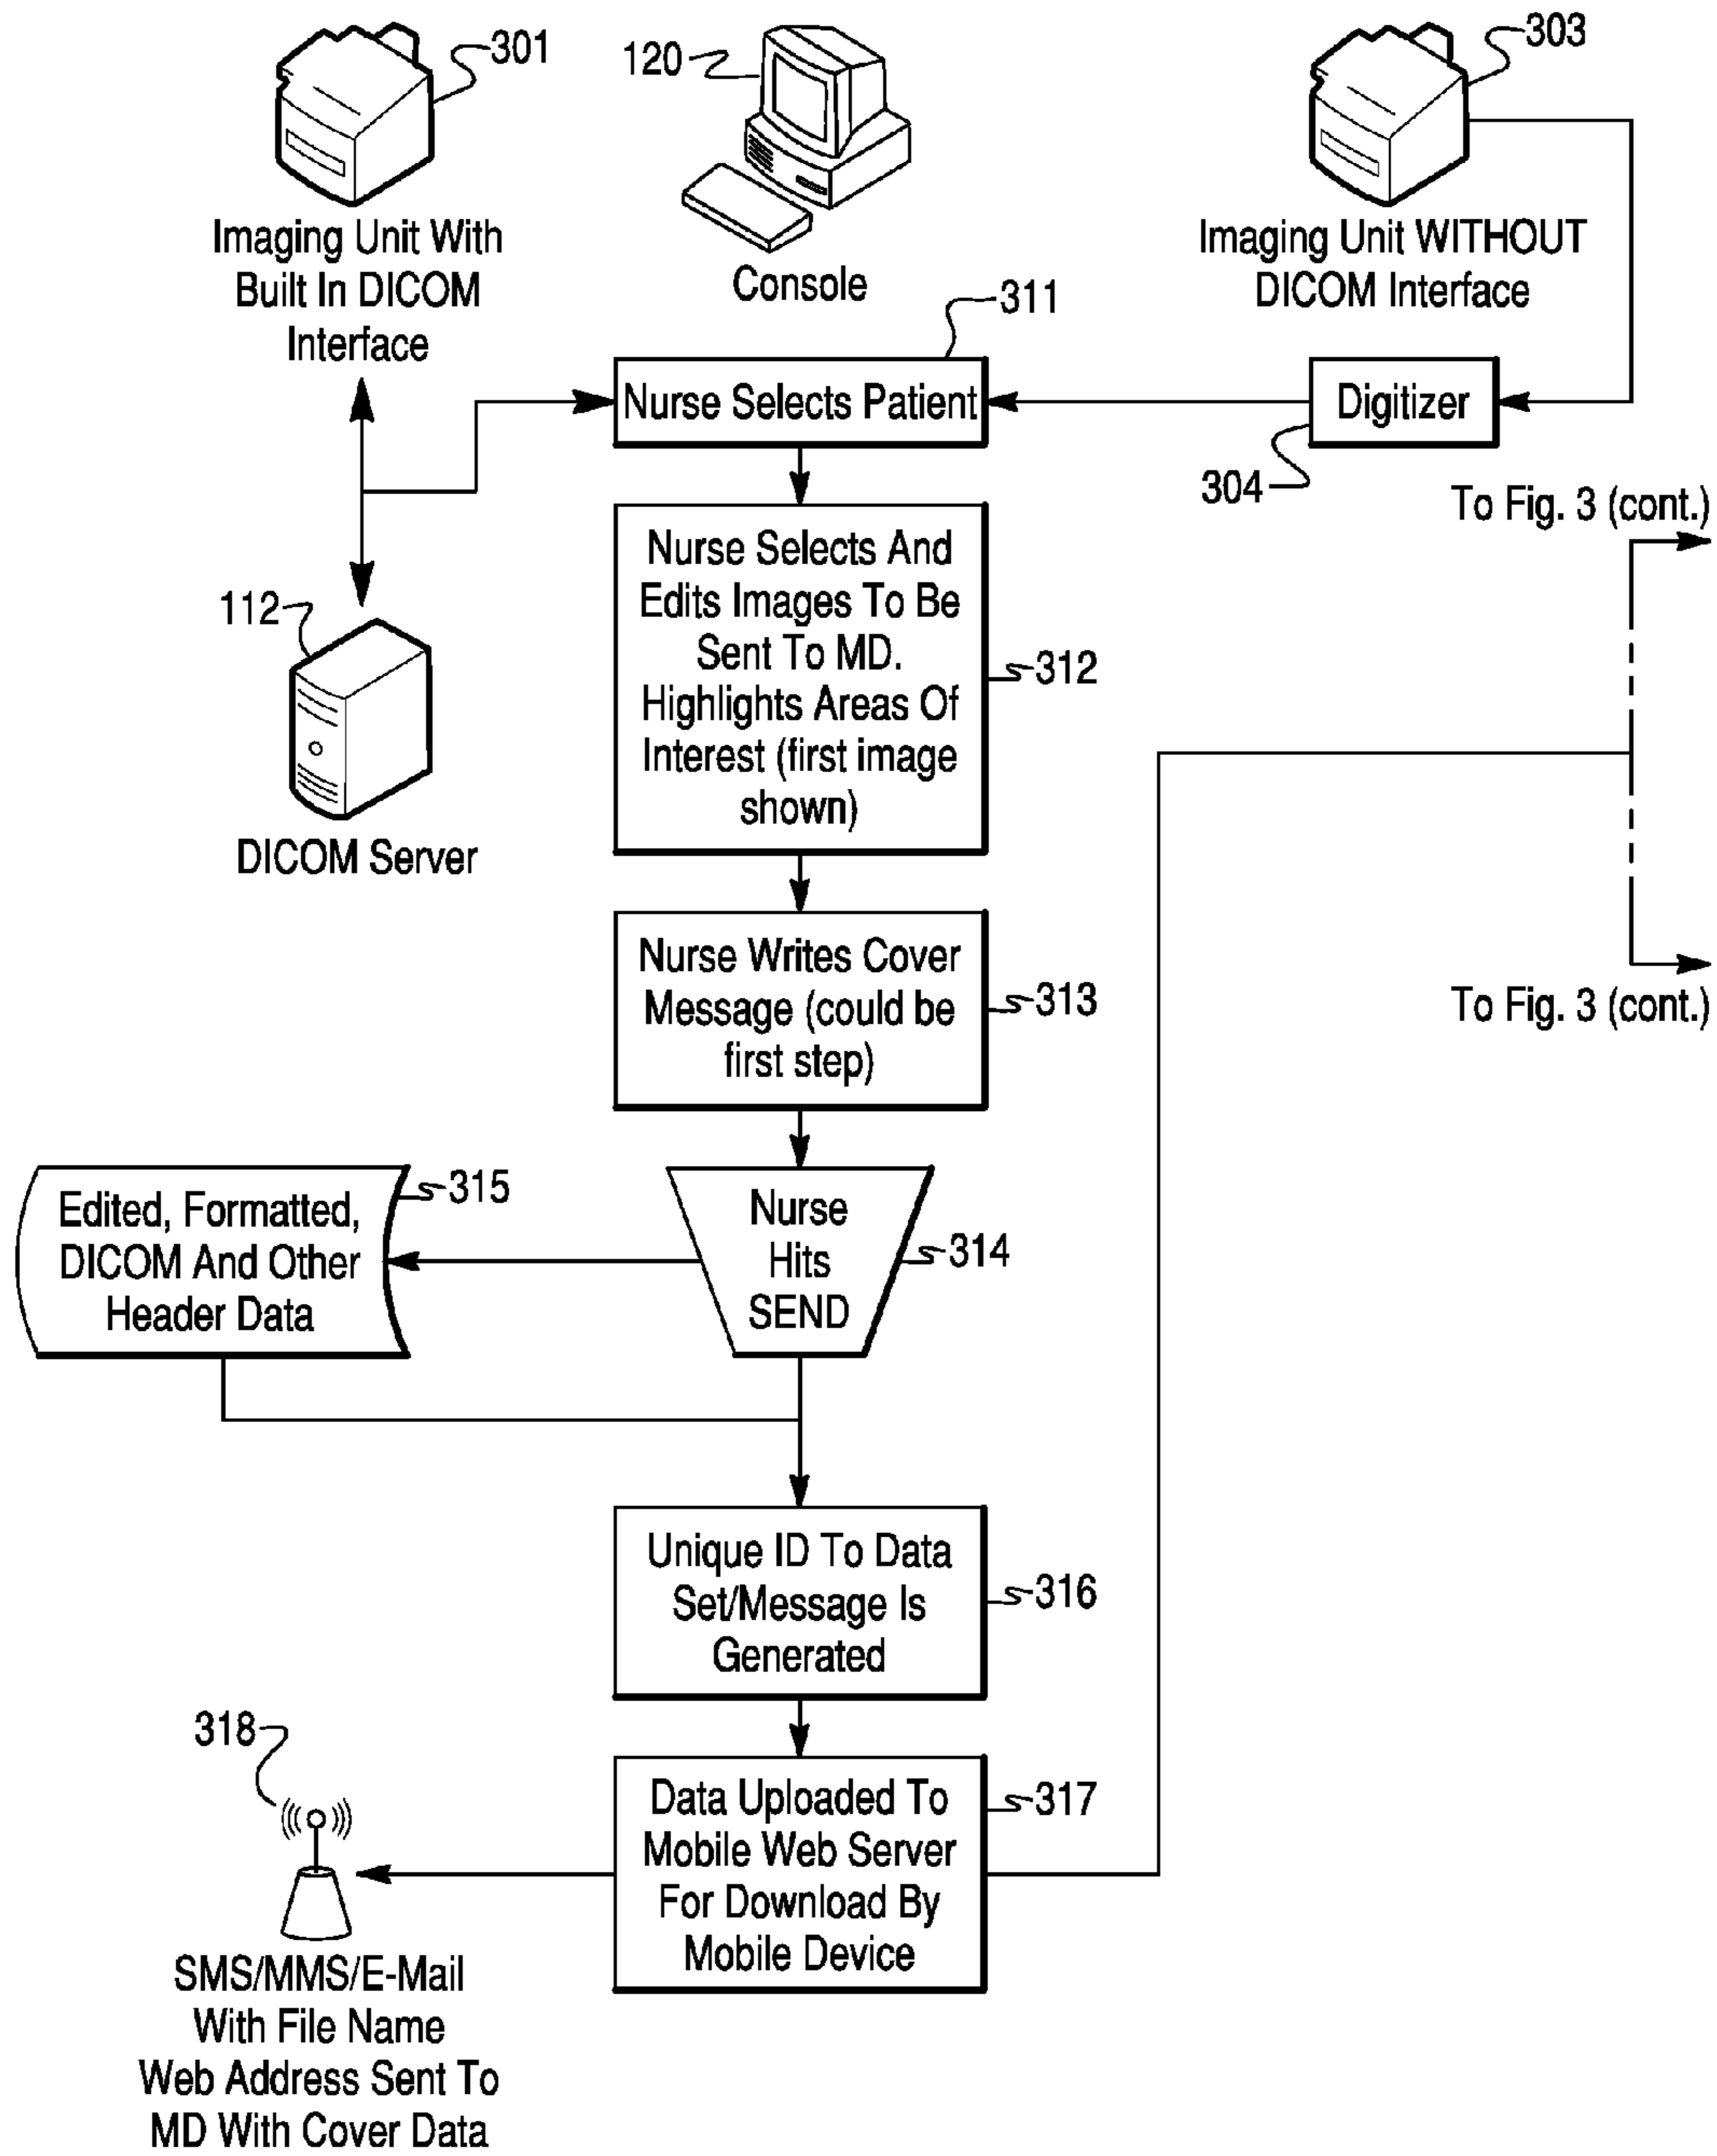 301
120
303
Imaging Unit With
Built In DICOM
Interface
Console
Imaging Unit WITHOUT
DICOM Interface
311
Nurse Selects Patient
Digitizer
304
To Fig. 3 (cont.)
112
DICOM Server
Nurse Selects And
Edits Images To Be
Sent To MD.
Highlights Areas Of
Interest (first image
shown)
312
Nurse Writes Cover
Message (could be
first step)
313
To Fig. 3 (cont.)
Edited, Formatted,
DICOM And Other
Header Data
315
Nurse
Hits
SEND
314
Unique ID To Data
Set/Message Is
Generated
316
318
Data Uploaded To
Mobile Web Server
For Download By
Mobile Device
317
SMS/MMS/E-Mail
With File Name
Web Address Sent To
MD With Cover Data